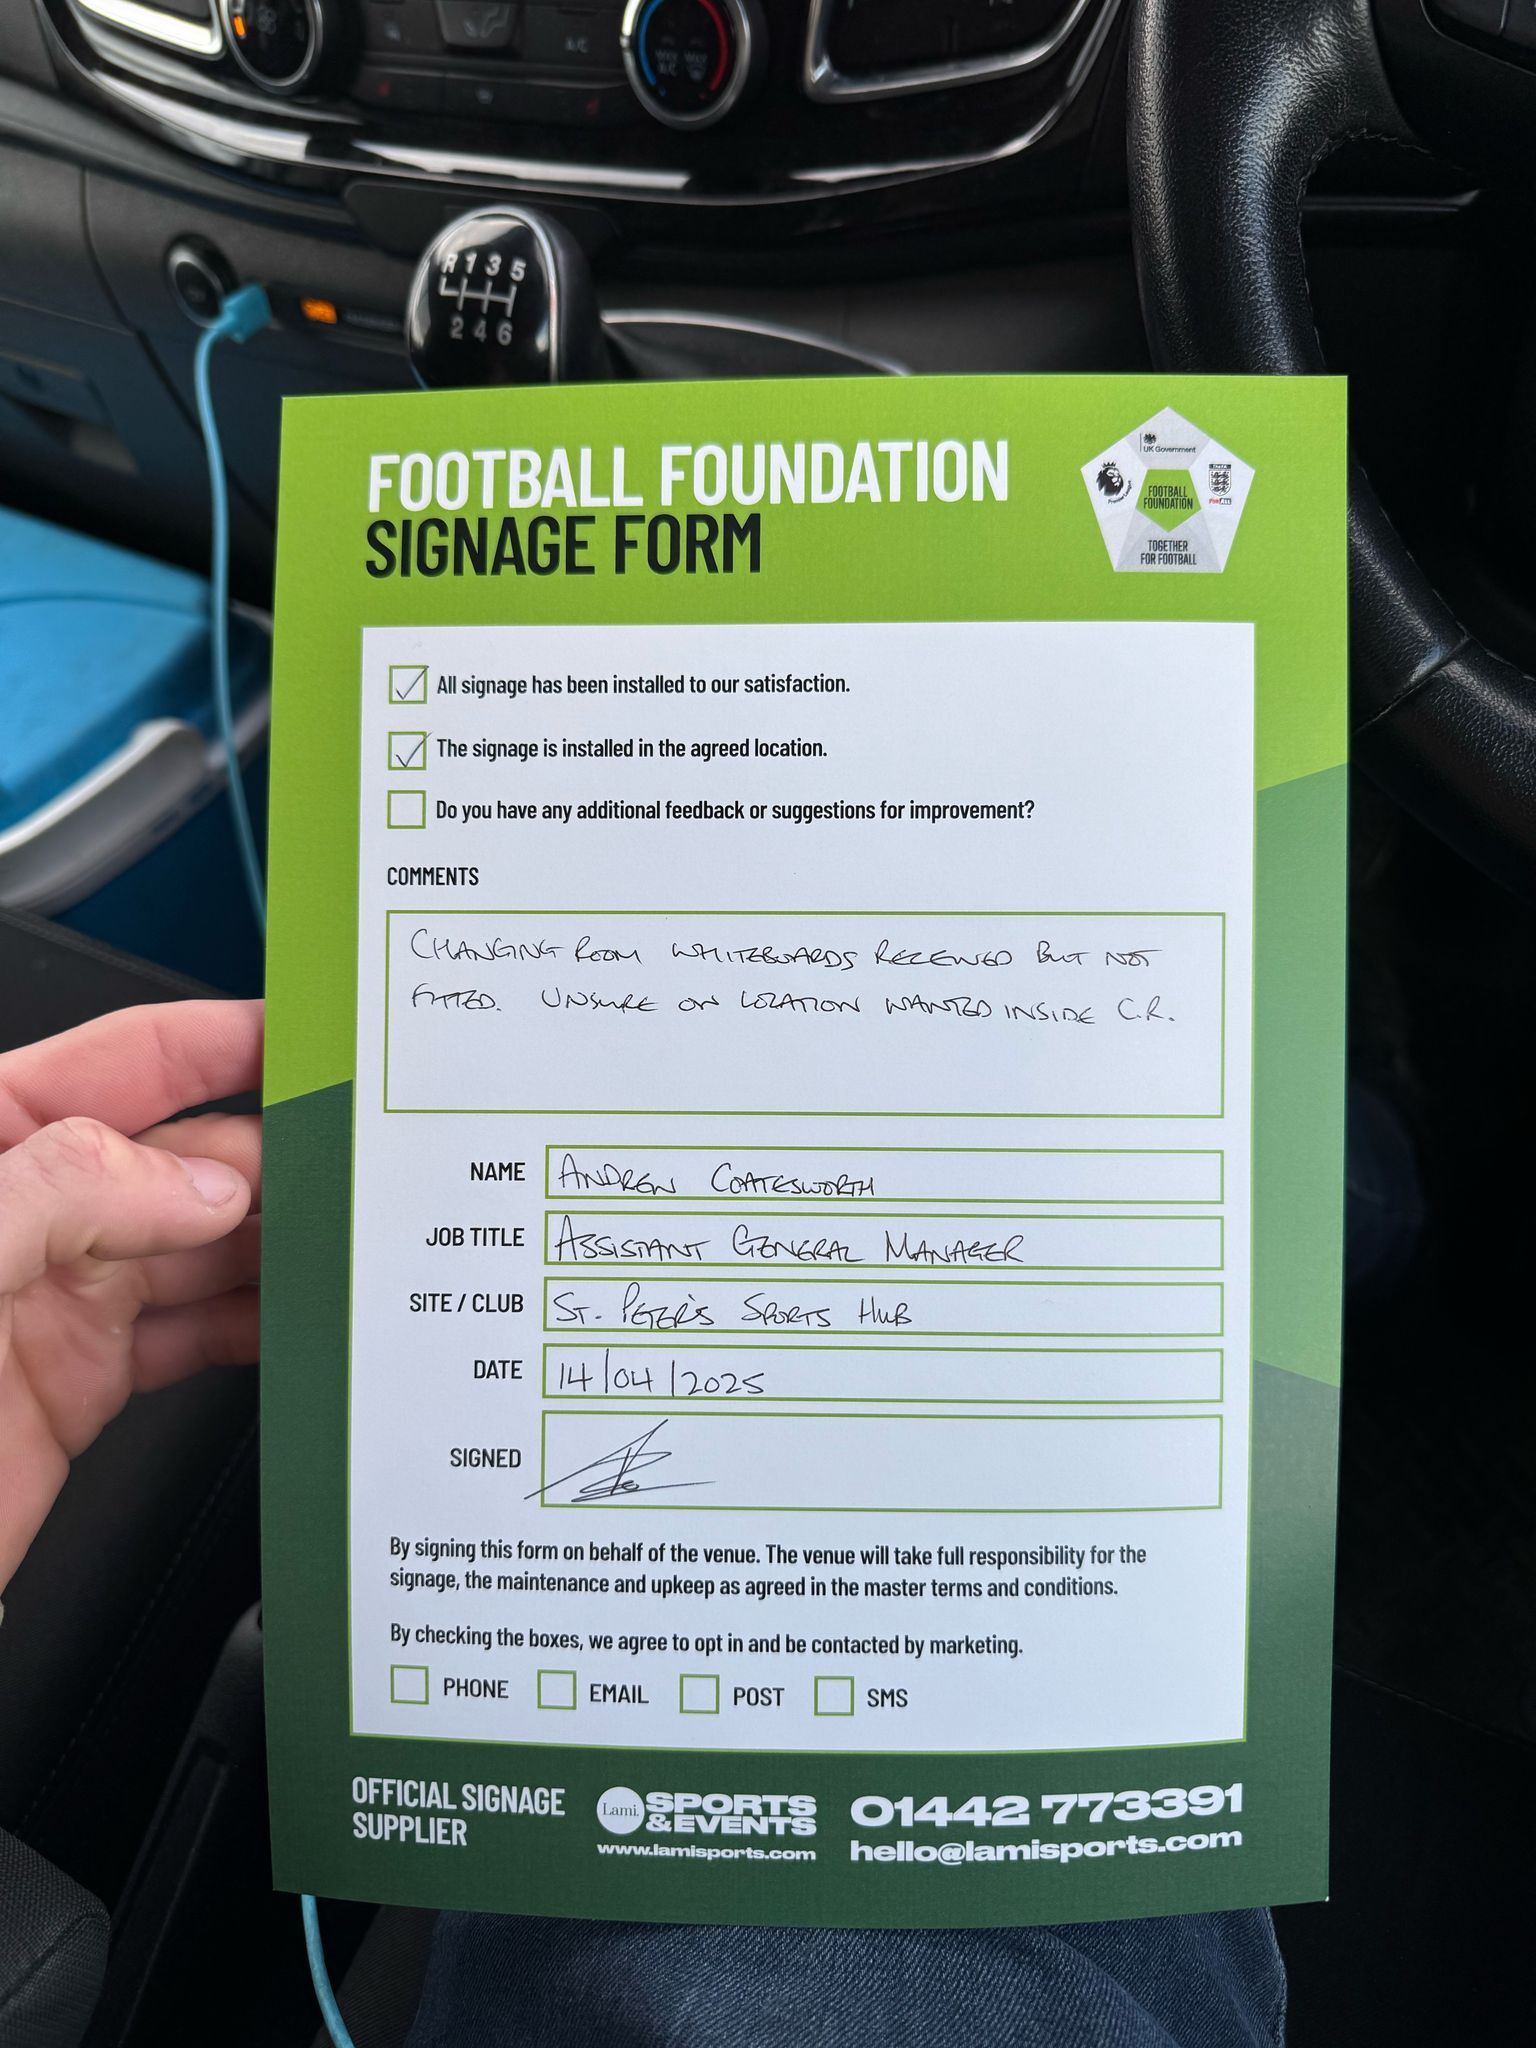 R 1 3 5
2 4 6
A/C
FOOTBALL FOUNDATION
SIGNAGE FORM
UK Government
Premier League
FOOTBALL
FOUNDATION
TOGETHER
FOR FOOTBALL
All signage has been installed to our satisfaction.
The signage is installed in the agreed location.
Do you have any additional feedback or suggestions for improvement?
COMMENTS
CHANGING ROOM WHITEBOARDS RECEIVED BUT NOT
FITTED. UNSURE ON LOCATION WANTED INSIDE C.R.
NAME ANDREW COATESWORTH
JOB TITLE ASSISTANT GENERAL MANAGER
SITE / CLUB ST. PETER'S SPORTS HUB
DATE 14/04/2025
SIGNED
By signing this form on behalf of the venue. The venue will take full responsibility for the
signage, the maintenance and upkeep as agreed in the master terms and conditions.
By checking the boxes, we agree to opt in and be contacted by marketing.
PHONE EMAIL POST SMS
OFFICIAL SIGNAGE
SUPPLIER
Lami.
SPORTS
&EVENTS
www.lamisports.com
01442 773391
hello@lamisports.com